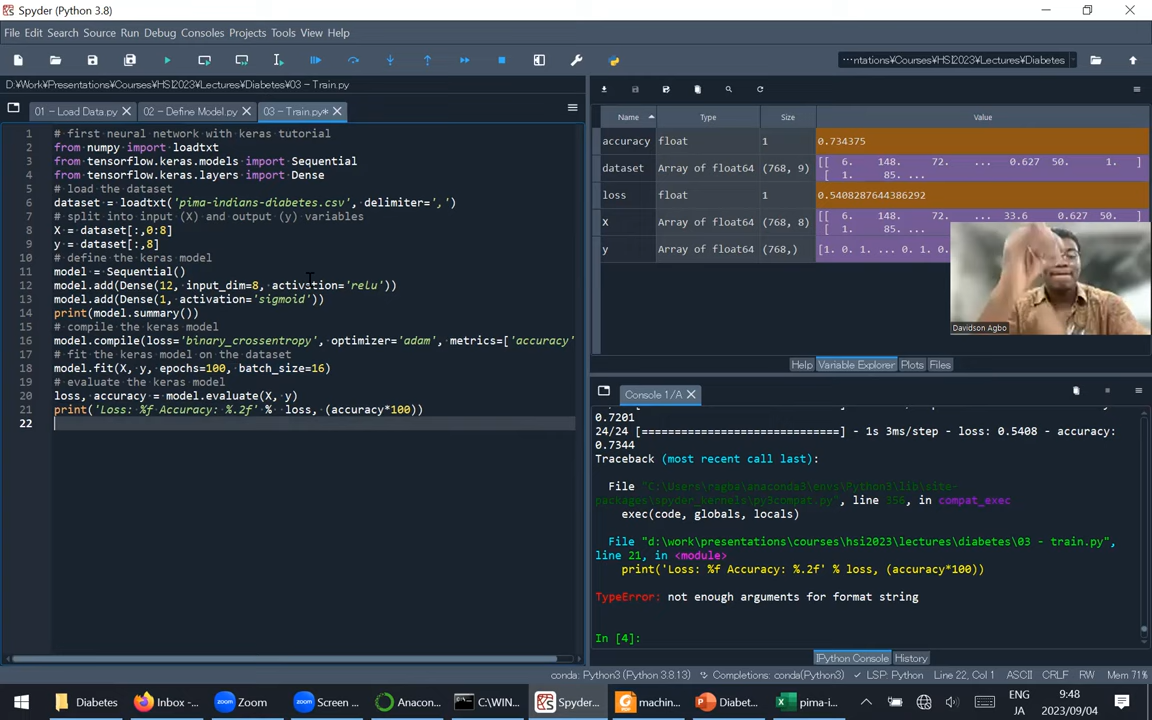 Spyder (Python 3.8)
File Edit Search Source Run Debug Consoles Projects Tools View Help
···ntations¥Courses¥HSI2023¥Lectures¥Diabetes
D:¥Work¥Presentations¥Courses¥HSI2023¥Lectures¥Diabetes¥03 - Train.py
01 - Load Data.py
02 - Define Model.py
03 - Train.py*
1 # first neural network with keras tutorial
2 from numpy import loadtxt
3 from tensorflow.keras.models import Sequential
4 from tensorflow.keras.layers import Dense
5 # load the dataset
6 dataset = loadtxt('pima-indians-diabetes.csv', delimiter=',')
7 # split into input (X) and output (y) variables
8 X = dataset[:,0:8]
9 y = dataset[:,8]
10 # define the keras model
11 model = Sequential()
12 model.add(Dense(12, input_dim=8, activation='relu'))
13 model.add(Dense(1, activation='sigmoid'))
14 print(model.summary())
15 # compile the keras model
16 model.compile(loss='binary_crossentropy', optimizer='adam', metrics=['accuracy'
17 # fit the keras model on the dataset
18 model.fit(X, y, epochs=100, batch_size=16)
19 # evaluate the keras model
20 loss, accuracy = model.evaluate(X, y)
21 print('Loss: %f Accuracy: %.2f' % loss, (accuracy*100))
22
Name Type Size Value
accuracy float 1 0.734375
dataset Array of float64 (768, 9) [[ 6. 148. 72. ... 0.627 50. 1. ]
[ 1. 85. ...
loss float 1 0.5408287644386292
X Array of float64 (768, 8) [[ 6. 148. 72. ... 33.6 0.627 50. ]
[ 1. 85. ...
y Array of float64 (768,) [1. 0. 1. ... 0. 1. 0.
Davidson Agbo
Help Variable Explorer Plots Files
Console 1/A
0.7201
24/24 [==============================] - 1s 3ms/step - loss: 0.5408 - accuracy:
0.7344
Traceback (most recent call last):
File "C:\Users\ragba\anaconda3\envs\Python3\lib\site-
packages\spyder_kernels\py3compat.py", line 356, in compat_exec
exec(code, globals, locals)
File "d:\work\presentations\courses\hsi2023\lectures\diabetes\03 - train.py",
line 21, in <module>
print('Loss: %f Accuracy: %.2f' % loss, (accuracy*100))
TypeError: not enough arguments for format string
In [4]:
IPython Console History
conda: Python3 (Python 3.8.13) Completions: conda(Python3) LSP: Python Line 22, Col 1 ASCII CRLF RW Mem 71%
Diabetes
Inbox -...
Zoom
Screen ...
Anacon...
C:\WIN...
Spyder...
machin...
Diabet...
pima-i...
ENG
JA
9:48
2023/09/04